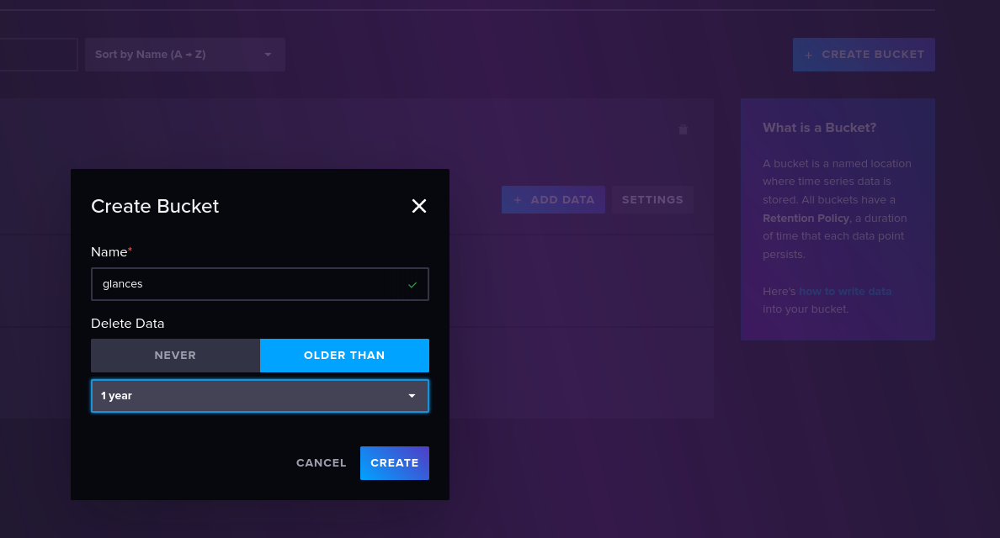 Sort by Name (A → Z)
+ CREATE BUCKET
What is a Bucket?
A bucket is a named location
where time series data is
stored. All buckets have a
Retention Policy, a duration
of time that each data point
persists.
Here's how to write data
into your bucket.
+ ADD DATA
SETTINGS
Create Bucket
Name*
glances
Delete Data
NEVER
OLDER THAN
1 year
CANCEL
CREATE